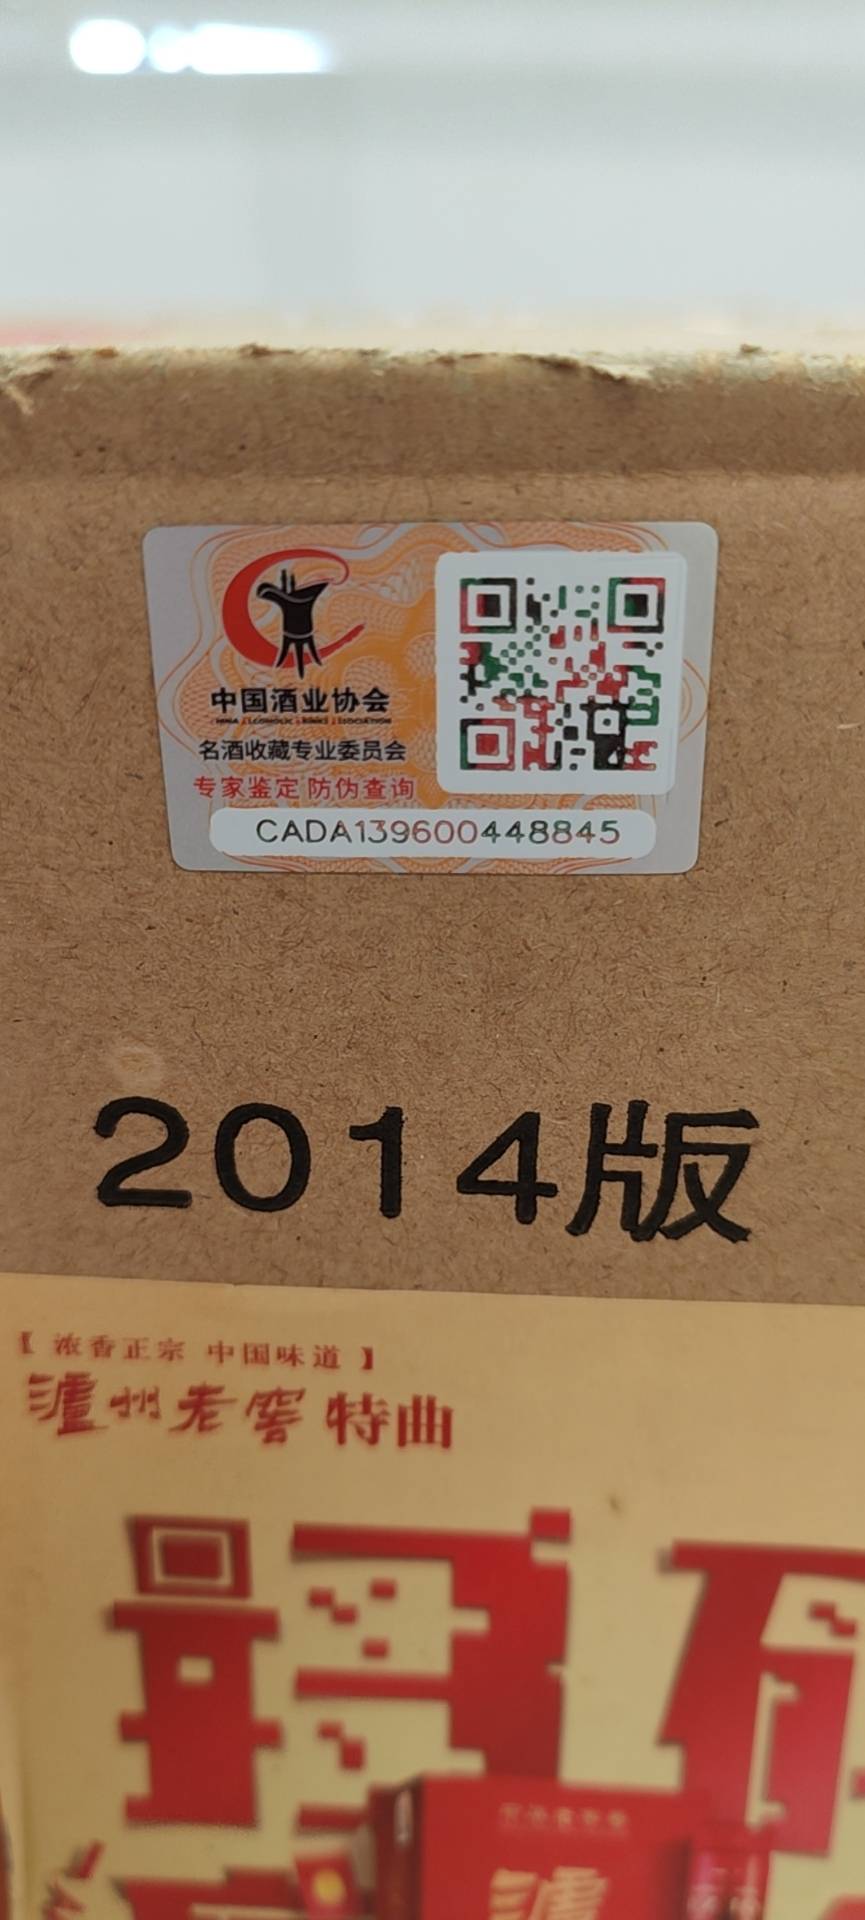 中国酒业协会
名酒收藏专业委员会
专家鉴定 防伪查询
CADA139600448845
2014版
【 浓香正宗 中国味道 】
泸州老窖 特曲
泸